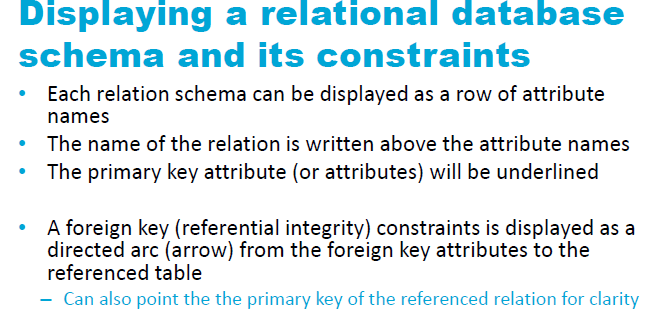 Displaying a relational database
schema and its constraints
• Each relation schema can be displayed as a row of attribute
names
• The name of the relation is written above the attribute names
• The primary key attribute (or attributes) will be underlined
• A foreign key (referential integrity) constraints is displayed as a
directed arc (arrow) from the foreign key attributes to the
referenced table
– Can also point the the primary key of the referenced relation for clarity